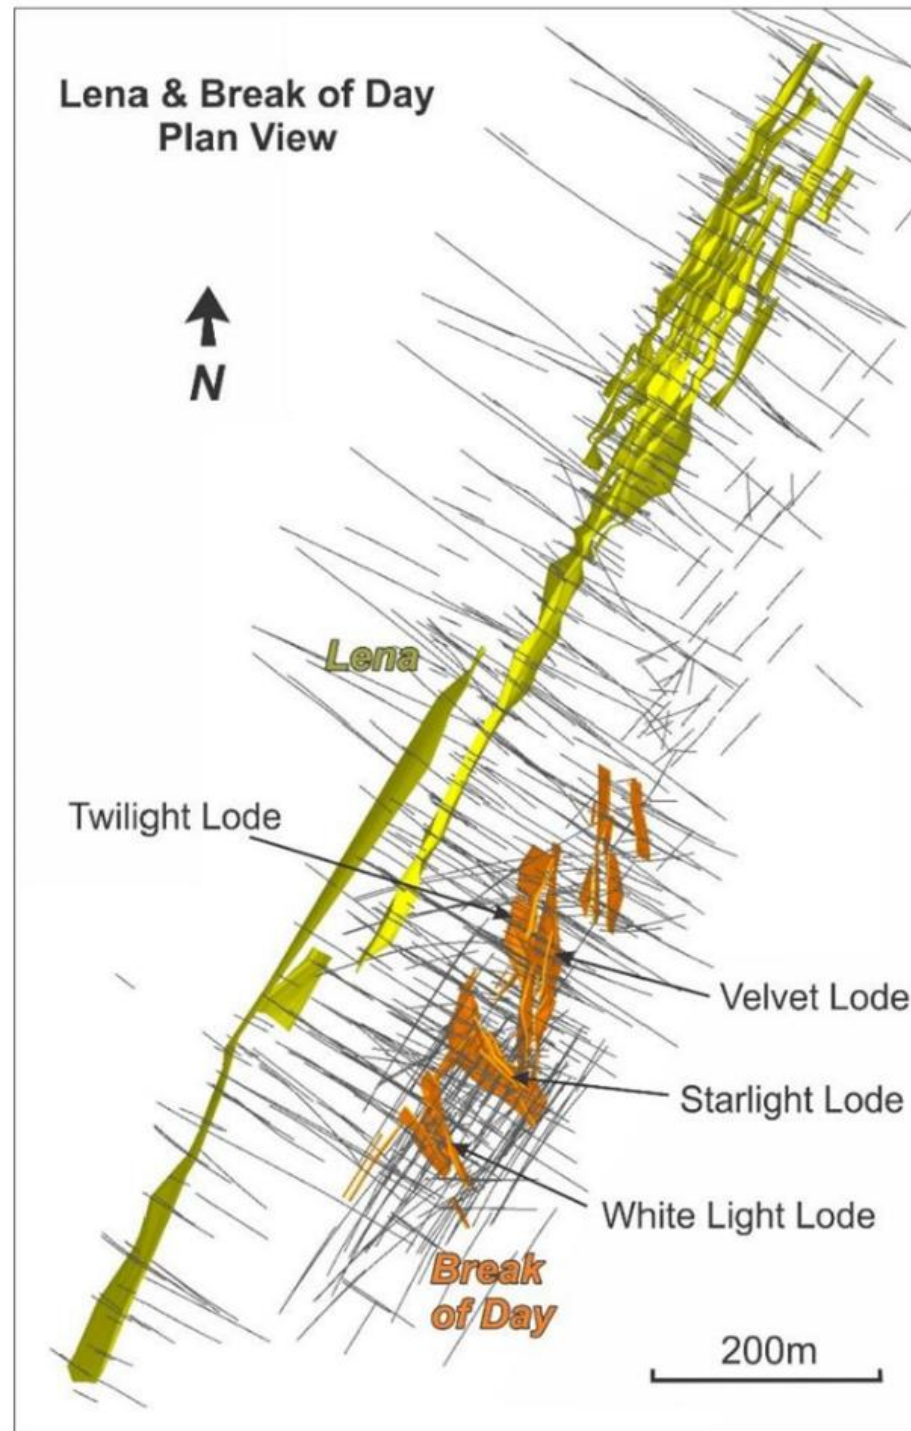 Lena & Break of Day
Plan View
N
Lena
Twilight Lode
Velvet Lode
Starlight Lode
White Light Lode
Break
of Day
200m